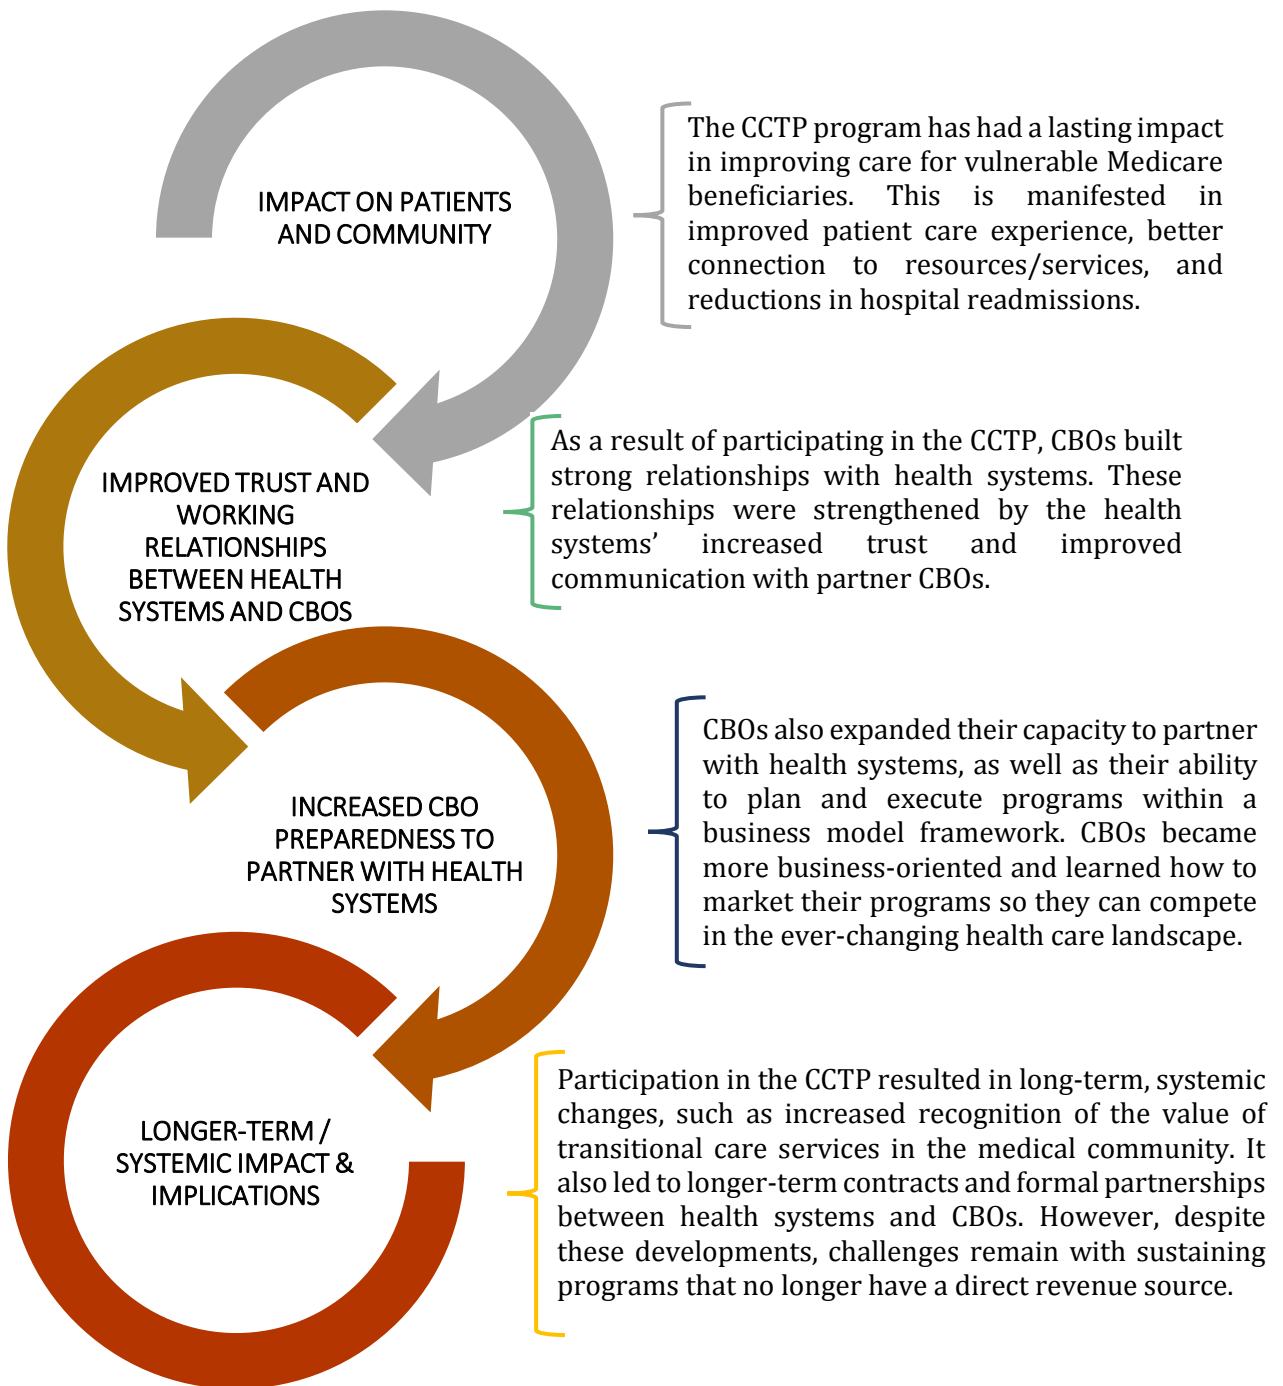 IMPACT ON PATIENTS
AND COMMUNITY
The CCTP program has had a lasting impact
in improving care for vulnerable Medicare
beneficiaries. This is manifested in
improved patient care experience, better
connection to resources/services, and
reductions in hospital readmissions.
IMPROVED TRUST AND
WORKING
RELATIONSHIPS
BETWEEN HEALTH
SYSTEMS AND CBOS
As a result of participating in the CCTP, CBOs built
strong relationships with health systems. These
relationships were strengthened by the health
systems’ increased trust and improved
communication with partner CBOs.
INCREASED CBO
PREPAREDNESS TO
PARTNER WITH HEALTH
SYSTEMS
CBOs also expanded their capacity to partner
with health systems, as well as their ability
to plan and execute programs within a
business model framework. CBOs became
more business-oriented and learned how to
market their programs so they can compete
in the ever-changing health care landscape.
LONGER-TERM /
SYSTEMIC IMPACT &
IMPLICATIONS
Participation in the CCTP resulted in long-term, systemic
changes, such as increased recognition of the value of
transitional care services in the medical community. It
also led to longer-term contracts and formal partnerships
between health systems and CBOs. However, despite
these developments, challenges remain with sustaining
programs that no longer have a direct revenue source.